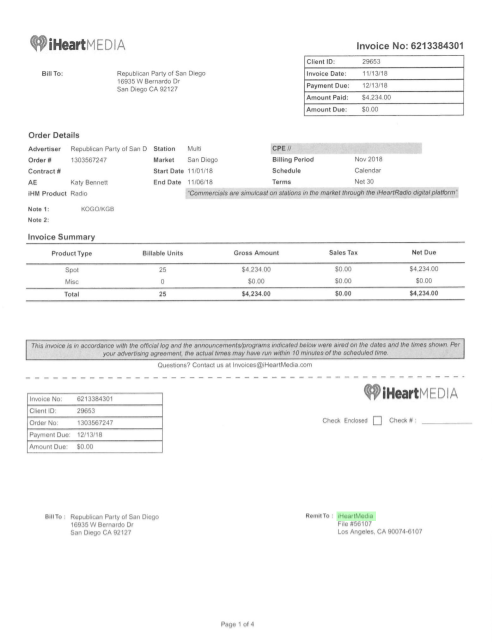 iHeartMEDIA
Invoice No: 6213384301
Bill To: Republican Party of San Diego
16935 W Bernardo Dr
San Diego CA 92127
Client ID: 29653
Invoice Date: 11/13/18
Payment Due: 12/13/18
Amount Paid: $4,234.00
Amount Due: $0.00
Order Details
Advertiser Republican Party of San D Station Multi CPE //
Order # 1303567247 Market San Diego Billing Period Nov 2018
Contract # Start Date 11/01/18 Schedule Calendar
AE Katy Bennett End Date 11/06/18 Terms Net 30
iHM Product Radio "Commercials are simulcast on stations in the market through the iHeartRadio digital platform"
Note 1: KOGO/KGB
Note 2:
Invoice Summary
Product Type Billable Units Gross Amount Sales Tax Net Due
Spot 25 $4,234.00 $0.00 $4,234.00
Misc 0 $0.00 $0.00 $0.00
Total 25 $4,234.00 $0.00 $4,234.00
This invoice is in accordance with the official log and the announcements/programs indicated below were aired on the dates and the times shown. Per
your advertising agreement, the actual times may have run within 10 minutes of the scheduled time.
Questions? Contact us at Invoices@iHeartMedia.com
iHeartMEDIA
Invoice No: 6213384301
Client ID: 29653
Order No: 1303567247
Payment Due: 12/13/18
Amount Due: $0.00
Check Enclosed Check # :
Bill To : Republican Party of San Diego
16935 W Bernardo Dr
San Diego CA 92127
Remit To : iHeartMedia
File #56107
Los Angeles, CA 90074-6107
Page 1 of 4